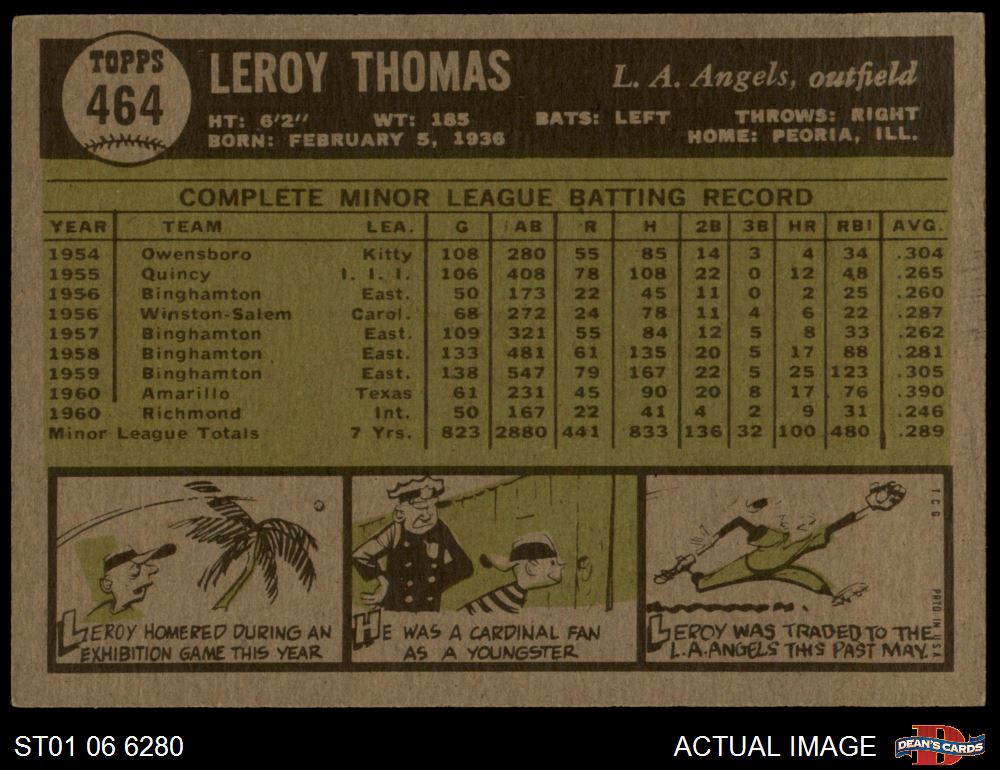 TOPPS
464
LEROY THOMAS
L. A. Angels, outfield
HT: 6'2" WT: 185 BATS: LEFT THROWS: RIGHT
BORN: FEBRUARY 5, 1936 HOME: PEORIA, ILL.
COMPLETE MINOR LEAGUE BATTING RECORD
YEAR TEAM LEA. G AB R H 2B 3B HR RBI AVG.
1954 Owensboro Kitty 108 280 55 85 14 3 4 34 .304
1955 Quincy I. I. I. 106 408 78 108 22 0 12 48 .265
1956 Binghamton East. 50 173 22 45 11 0 2 25 .260
1956 Winston-Salem Carol. 68 272 24 78 11 4 6 22 .287
1957 Binghamton East. 109 321 55 84 12 5 8 33 .262
1958 Binghamton East. 133 481 61 135 20 5 17 88 .281
1959 Binghamton East. 138 547 79 167 22 5 25 123 .305
1960 Amarillo Texas 61 231 45 90 20 8 17 76 .390
1960 Richmond Int. 50 167 22 41 4 2 9 31 .246
Minor League Totals 7 Yrs. 823 2880 441 833 136 32 100 480 .289
LEROY HOMERED DURING AN
EXHIBITION GAME THIS YEAR
HE WAS A CARDINAL FAN
AS A YOUNGSTER
LEROY WAS TRADED TO THE
L.A. ANGELS THIS PAST MAY.
T C G
PRTD IN U.S.A.
ST01 06 6280
ACTUAL IMAGE
D
DEAN'S CARDS